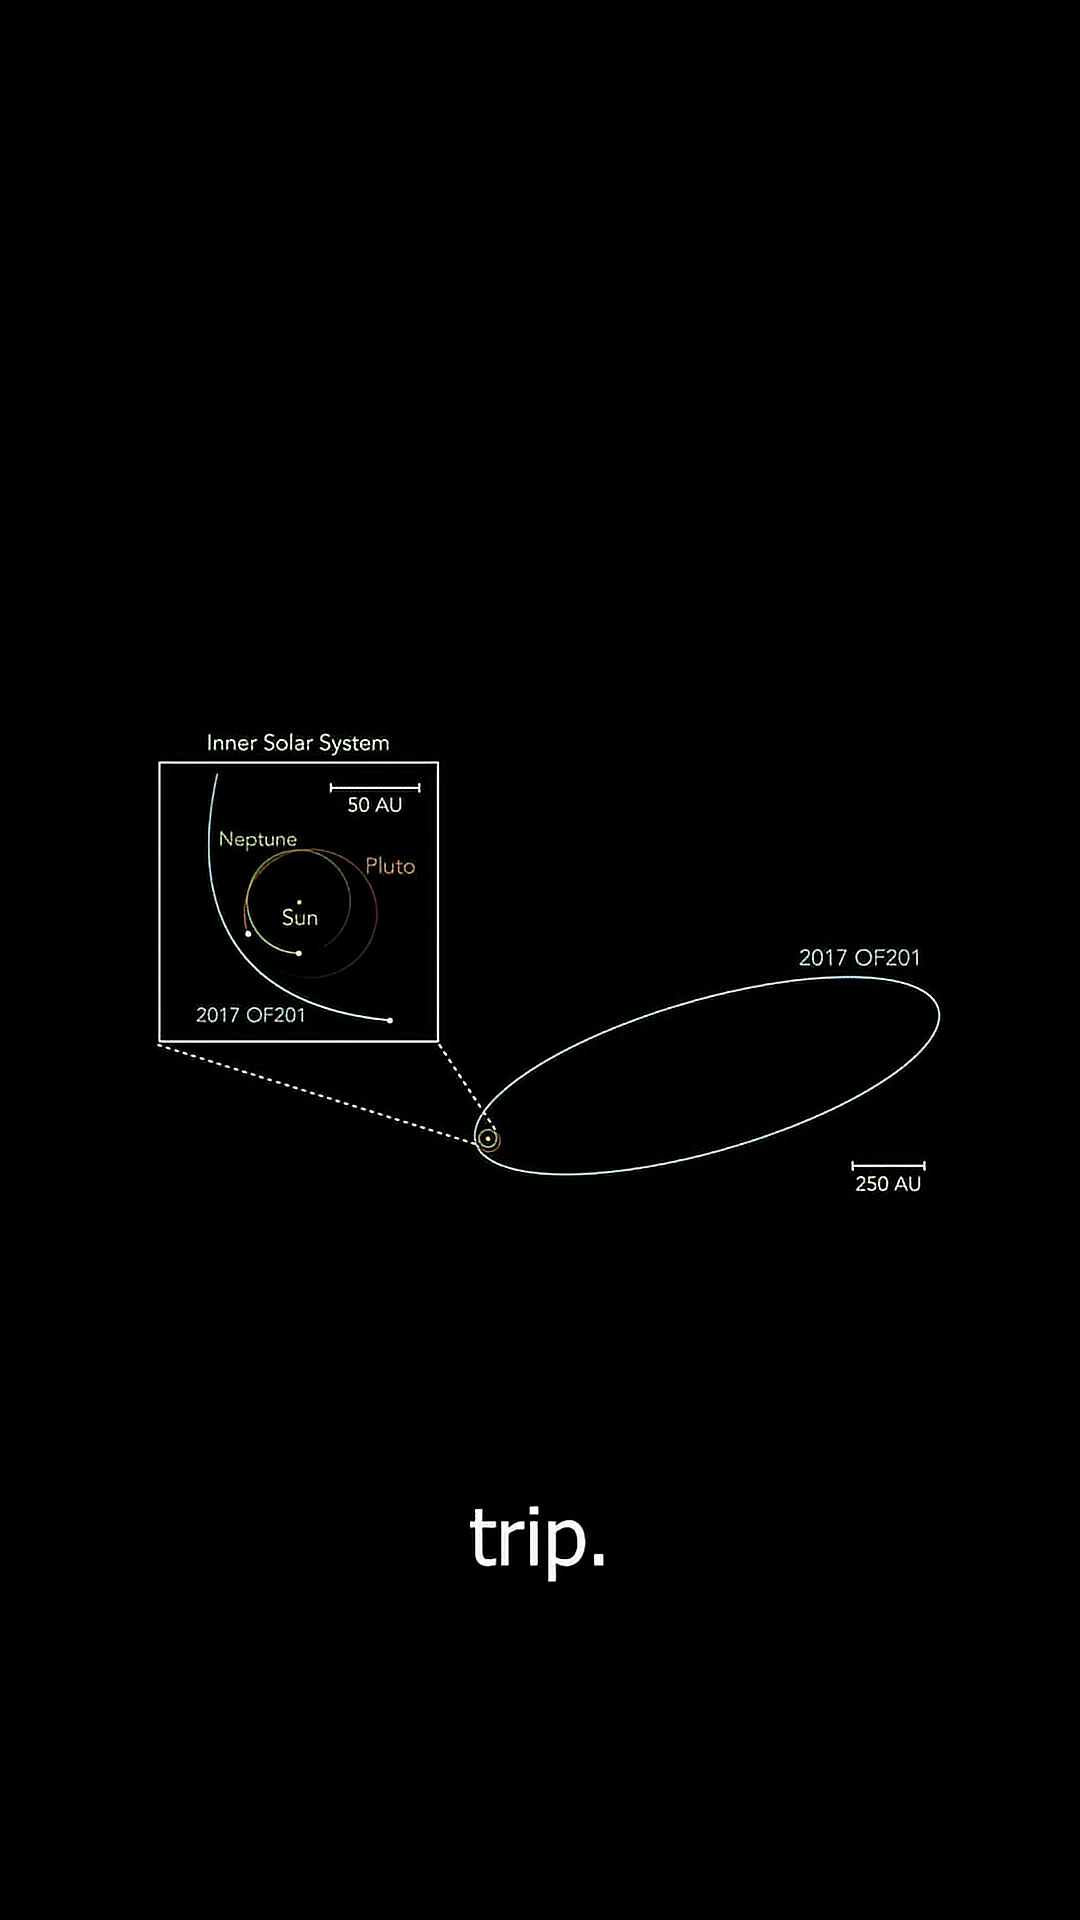 Inner Solar System
50 AU
Neptune
Pluto
Sun
2017 OF201
2017 OF201
250 AU
trip.